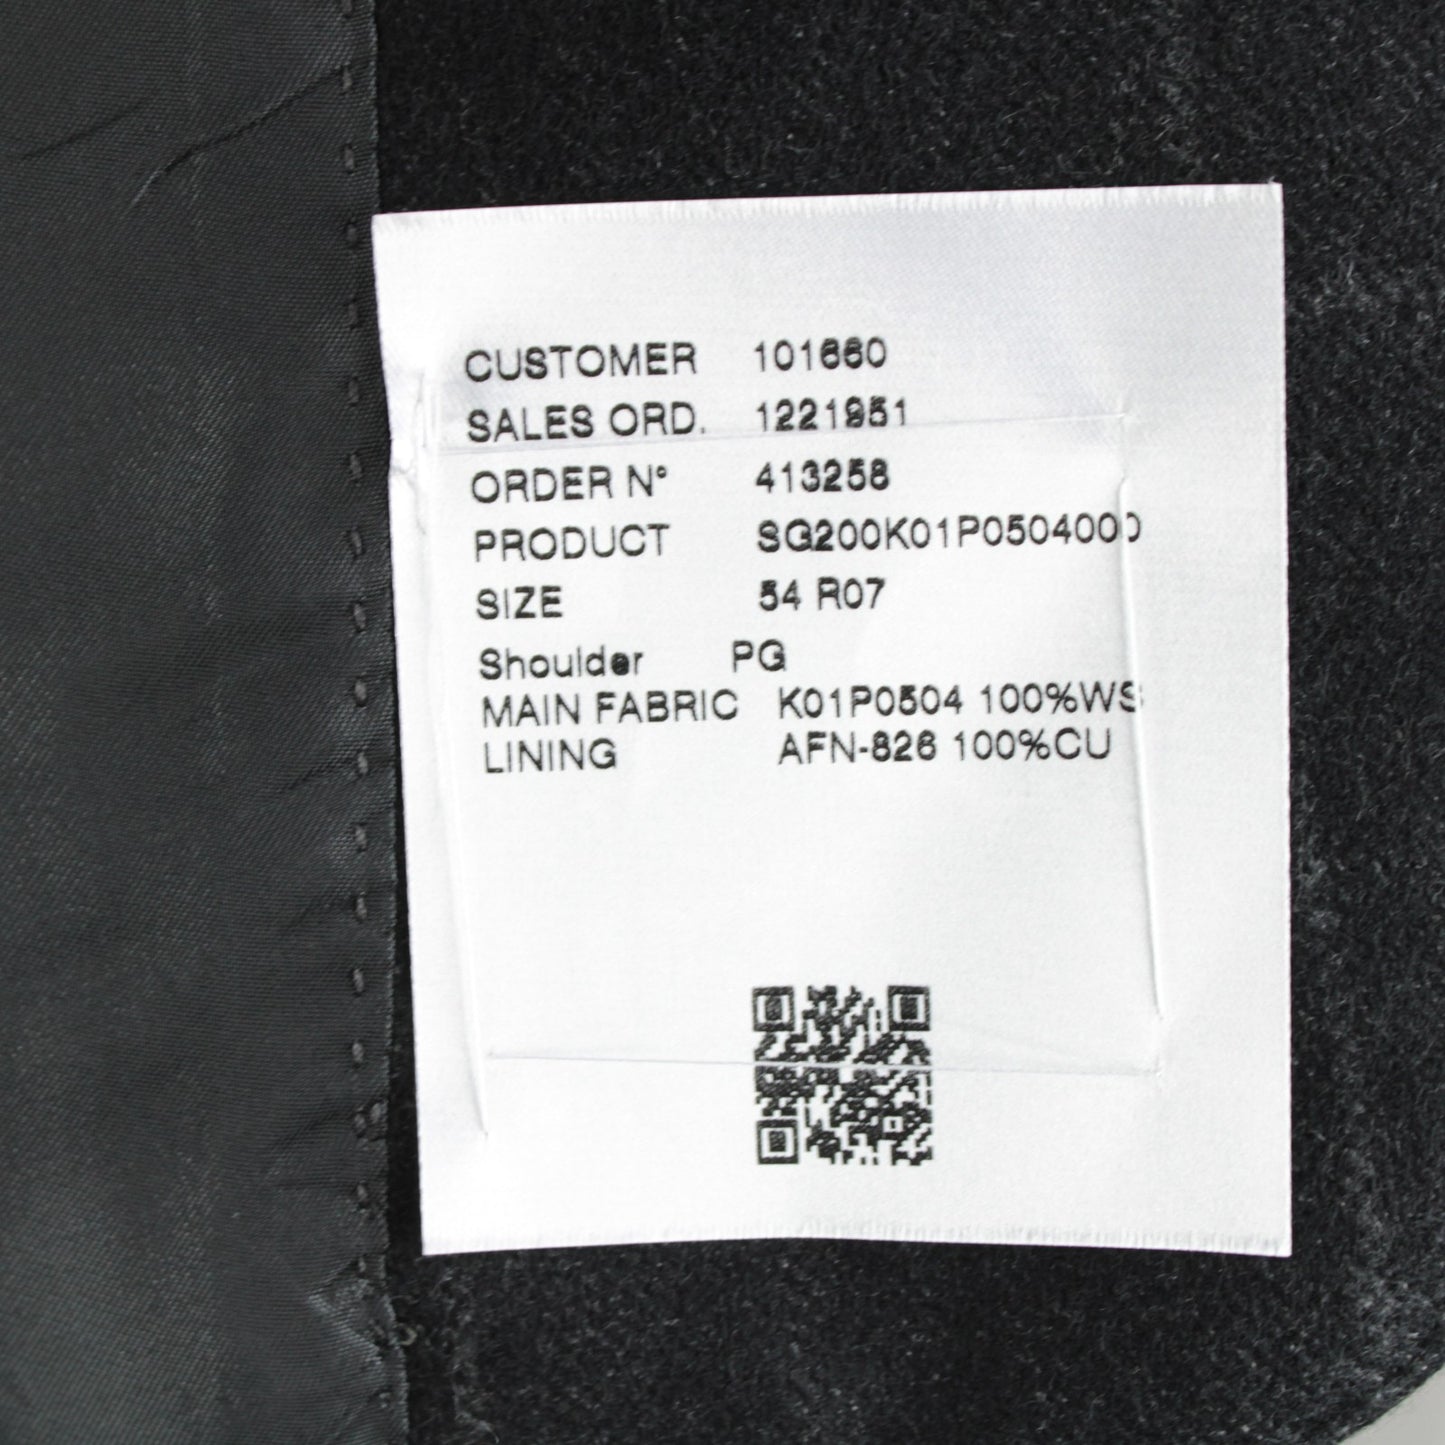 CUSTOMER 101660
SALES ORD. 1221951
ORDER N° 413258
PRODUCT SG200K01P0504000
SIZE 54 R07
Shoulder PG
MAIN FABRIC K01P0504 100%WS
LINING AFN-826 100%CU